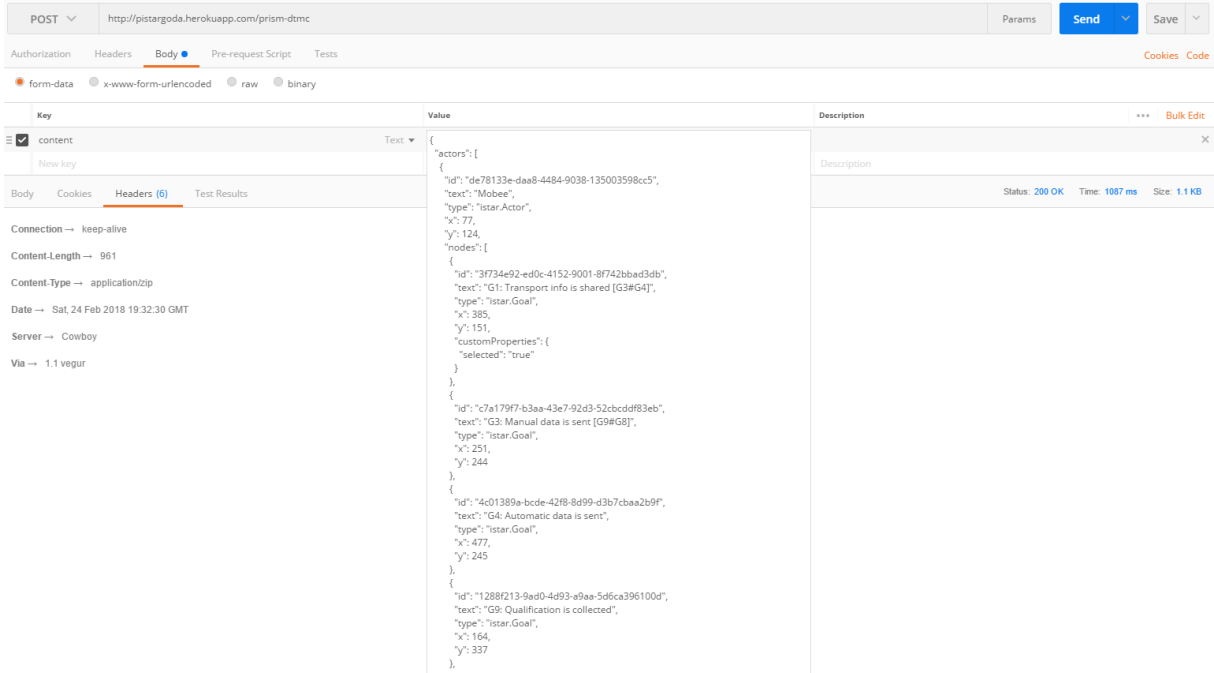 POST http://pistargoda.herokuapp.com/prism-dtmc Params Send Save
Authorization Headers Body Pre-request Script Tests Cookies Code
form-data x-www-form-urlencoded raw binary
Key Value Description ••• Bulk Edit
content Text
New key Description
Body Cookies Headers (6) Test Results Status: 200 OK Time: 1087 ms Size: 1.1 KB
Connection → keep-alive
Content-Length → 961
Content-Type → application/zip
Date → Sat, 24 Feb 2018 19:32:30 GMT
Server → Cowboy
Via → 1.1 vegur
{
"actors": [
{
"id": "de78133e-daa8-4484-9038-135003598cc5",
"text": "Mobee",
"type": "istar.Actor",
"x": 77,
"y": 124,
"nodes": [
{
"id": "3f734e92-ed0c-4152-9001-8f742bbad3db",
"text": "G1: Transport info is shared [G3#G4]",
"type": "istar.Goal",
"x": 385,
"y": 151,
"customProperties": {
"selected": "true"
}
},
{
"id": "c7a179f7-b3aa-43e7-92d3-52cbcddf83eb",
"text": "G3: Manual data is sent [G9#G8]",
"type": "istar.Goal",
"x": 251,
"y": 244
},
{
"id": "4c01389a-bcde-42f8-8d99-d3b7cbaa2b9f",
"text": "G4: Automatic data is sent",
"type": "istar.Goal",
"x": 477,
"y": 245
},
{
"id": "1288f213-9ad0-4d93-a9aa-5d6ca396100d",
"text": "G9: Qualification is collected",
"type": "istar.Goal",
"x": 164,
"y": 337
},